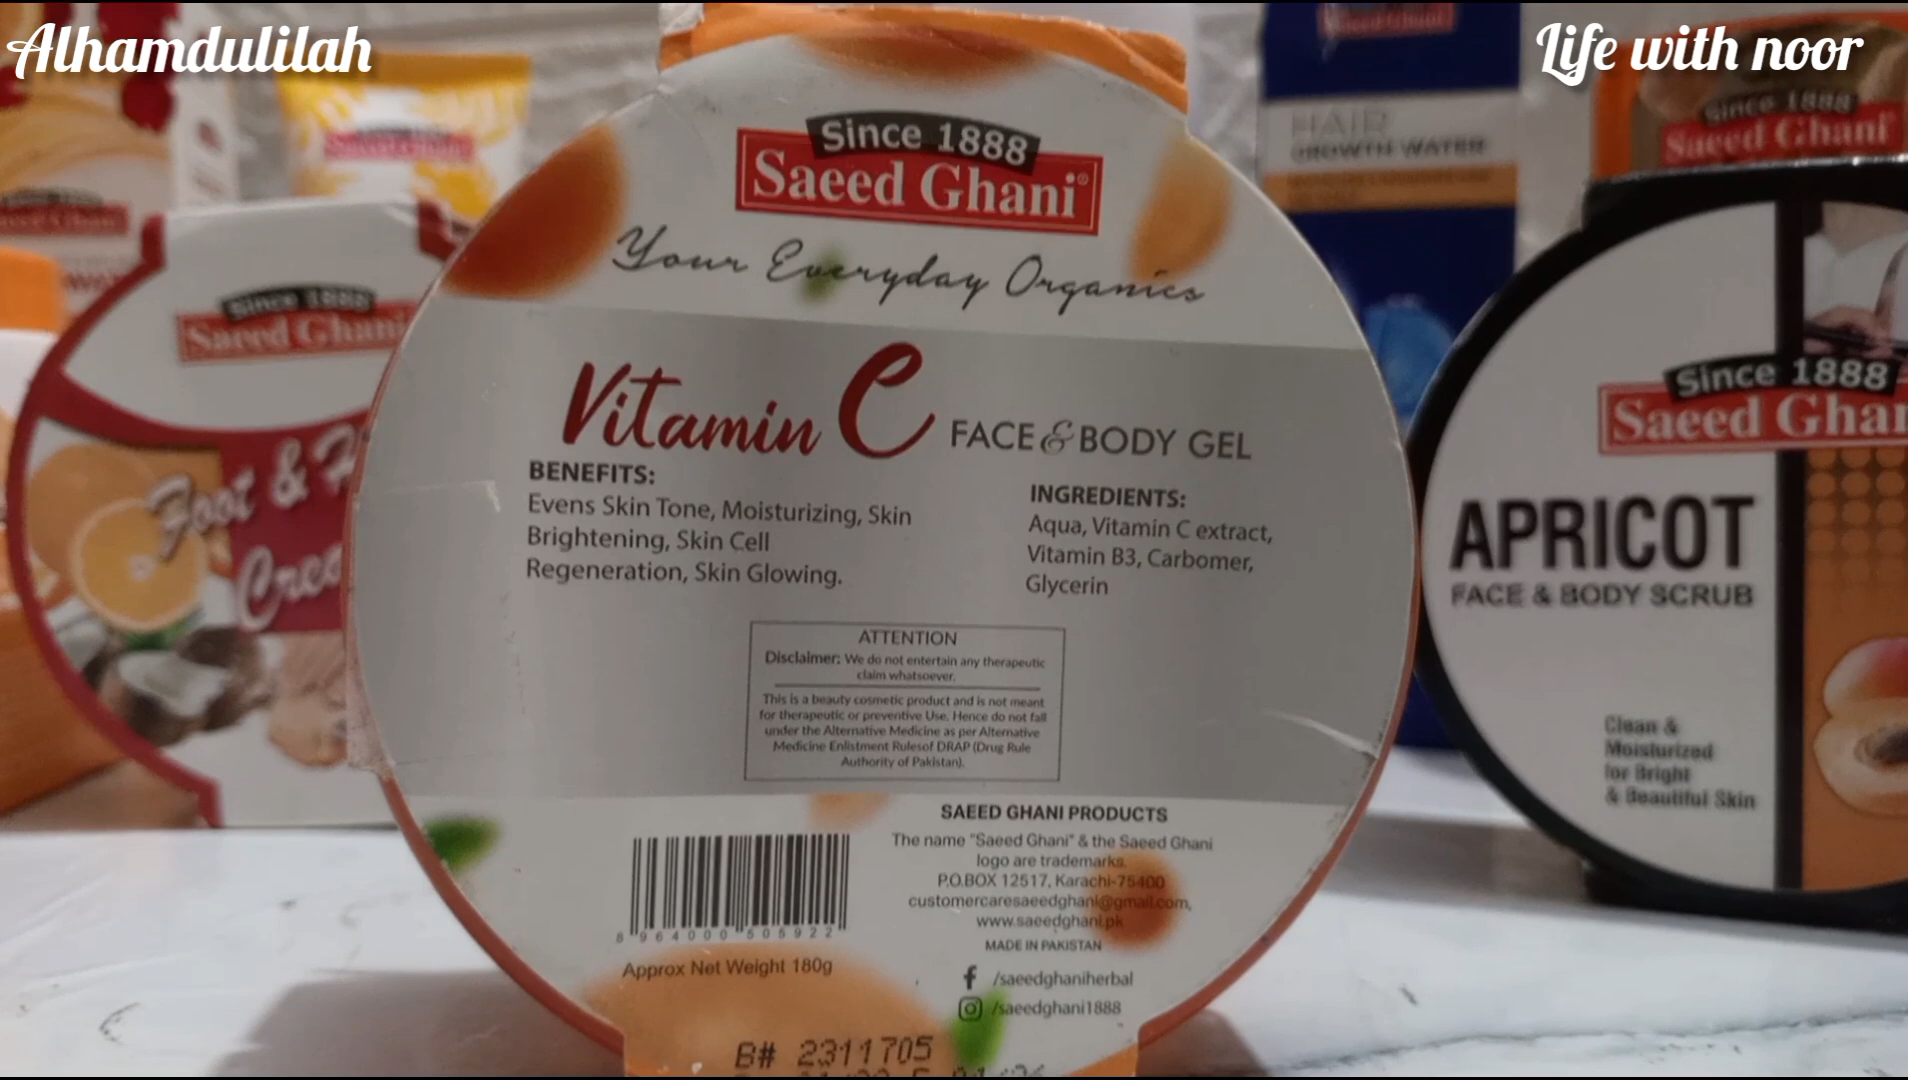 Alhamdulilah
Life with noor
Since 1888
Saeed Ghani®
Your Everyday Organics
Vitamin C FACE & BODY GEL
BENEFITS:
Evens Skin Tone, Moisturizing, Skin
Brightening, Skin Cell
Regeneration, Skin Glowing.
INGREDIENTS:
Aqua, Vitamin C extract,
Vitamin B3, Carbomer,
Glycerin
ATTENTION
Disclaimer: We do not entertain any therapeutic
claim whatsoever.
This is a beauty cosmetic product and is not meant
for therapeutic or preventive Use. Hence do not fall
under the Alternative Medicine as per Alternative
Medicine Enlistment Rulesof DRAP (Drug Rule
Authority of Pakistan).
SAEED GHANI PRODUCTS
The name "Saeed Ghani" & the Saeed Ghani
logo are trademarks.
P.O.BOX 12517, Karachi-75400
customercaresaeedghani@gmail.com,
www.saeedghani.pk
MADE IN PAKISTAN
/saeedghaniherbal
/saeedghani1888
8 964000 505922
Approx Net Weight 180g
B# 2311705
Since 1888
Saeed Ghani
Foot &
Since 1888
Saeed Ghani
HAIR
GROWTH WATER
Since 1888
Saeed Ghani
Since 1888
Saeed
APRICOT
FACE & BODY SCRUB
Clean &
Moisturized
for Bright
& Beautiful Skin